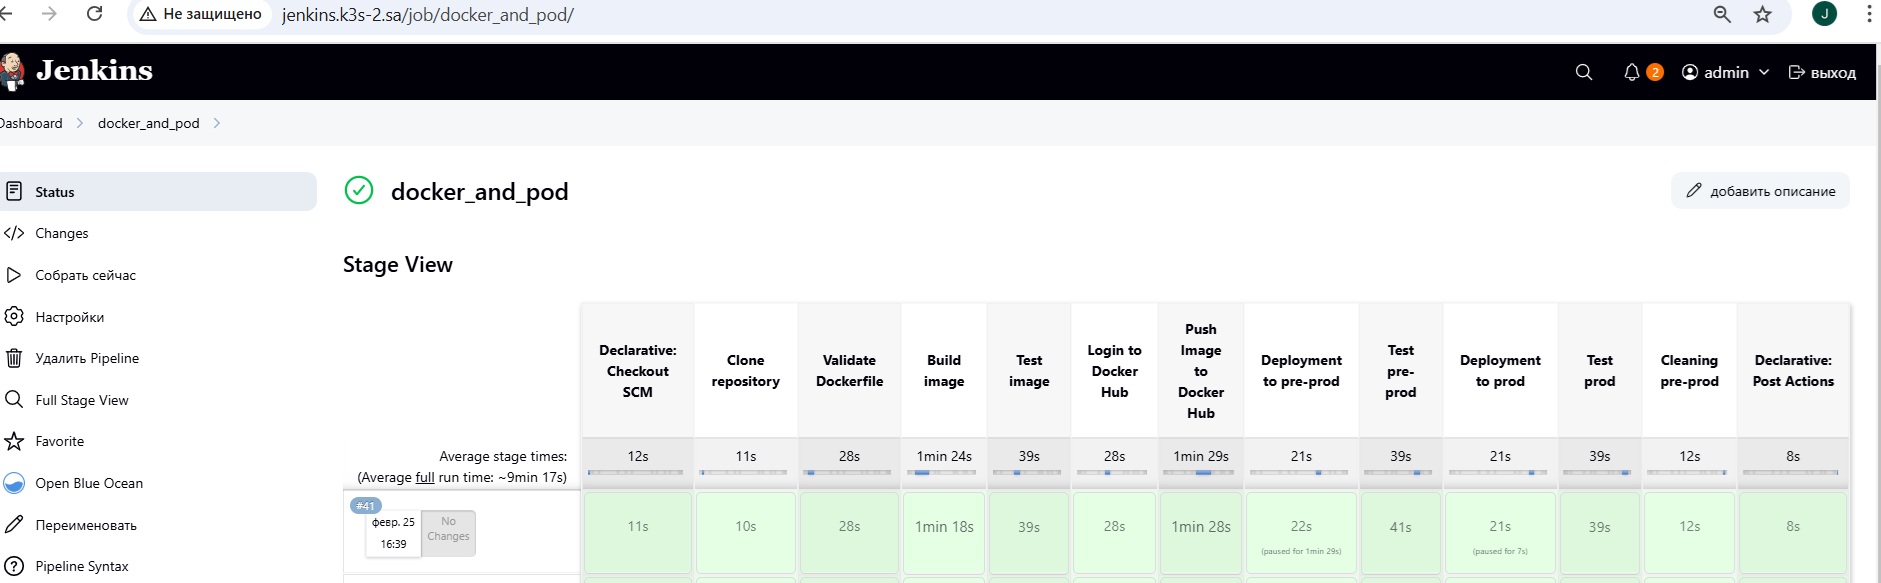 Не защищено
jenkins.k3s-2.sa/job/docker_and_pod/
J
Jenkins
2
admin
выход
Dashboard
docker_and_pod
Status
docker_and_pod
добавить описание
Changes
Собрать сейчас
Настройки
Удалить Pipeline
Full Stage View
Favorite
Open Blue Ocean
Переименовать
Pipeline Syntax
Stage View
Declarative:
Checkout
SCM
Clone
repository
Validate
Dockerfile
Build
image
Test
image
Login to
Docker
Hub
Push
Image
to
Docker
Hub
Deployment
to pre-prod
Test
pre-
prod
Deployment
to prod
Test
prod
Cleaning
pre-prod
Declarative:
Post Actions
Average stage times:
(Average full run time: ~9min 17s)
12s
11s
28s
1min 24s
39s
28s
1min 29s
21s
39s
21s
39s
12s
8s
#41
февр. 25
16:39
No
Changes
11s
10s
28s
1min 18s
39s
28s
1min 28s
22s
(paused for 1min 29s)
41s
21s
(paused for 7s)
39s
12s
8s